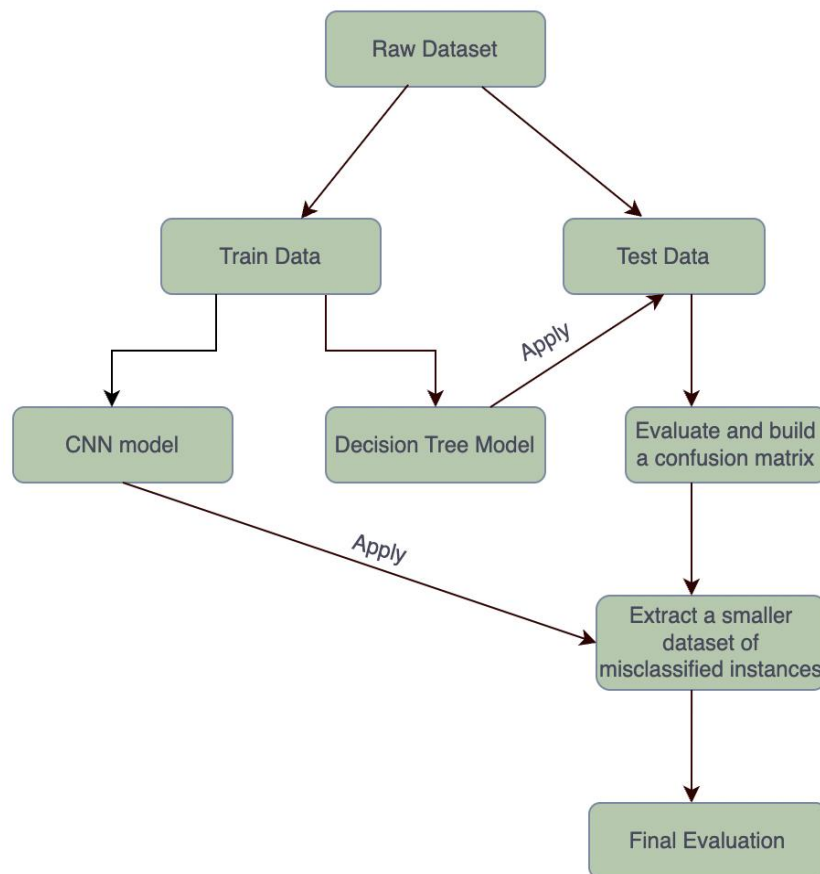 Raw Dataset
Train Data
Test Data
Apply
CNN model
Decision Tree Model
Evaluate and build
a confusion matrix
Apply
Extract a smaller
dataset of
misclassified instances
Final Evaluation